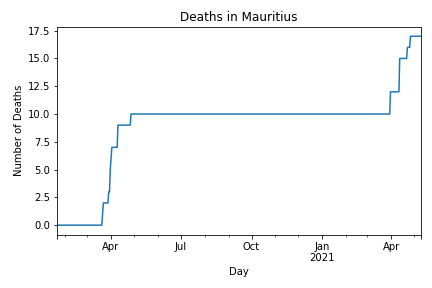 Deaths in Mauritius
17.5
15.0
12.5
10.0
7.5
5.0
2.5
0.0
Number of Deaths
Apr
Jul
Oct
Jan
2021
Apr
Day